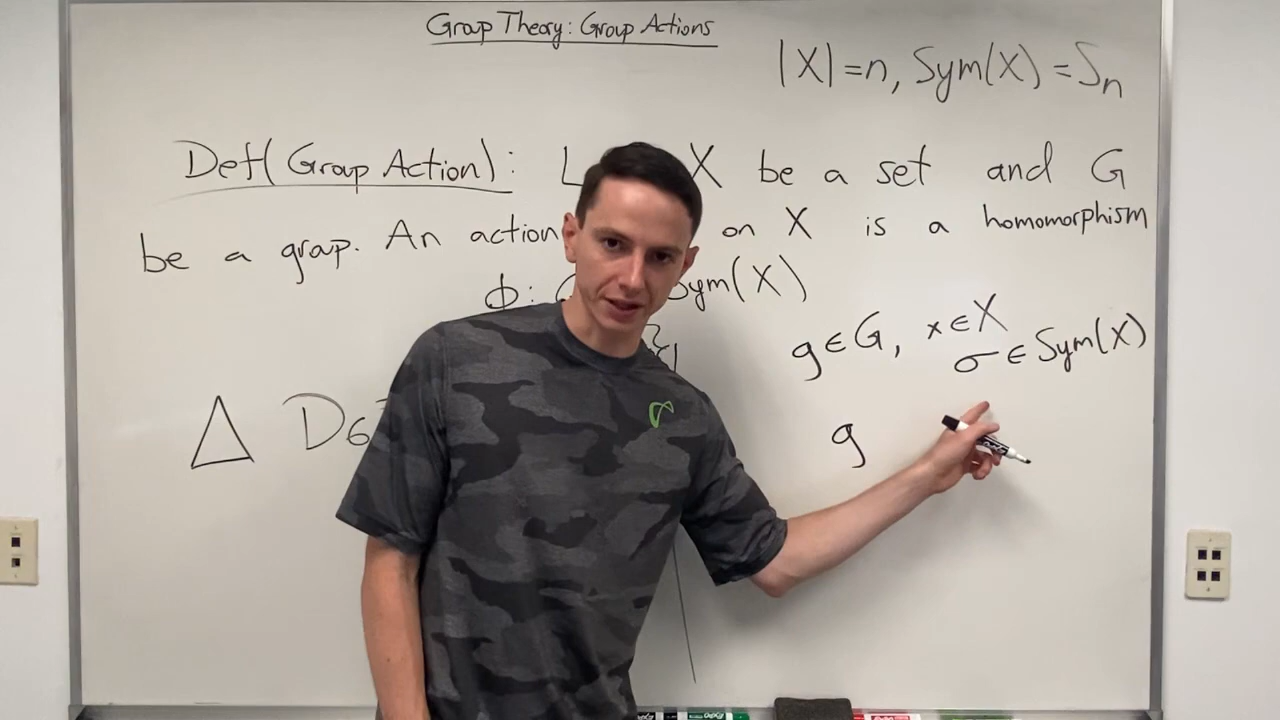 Group Theory: Group Actions
|X|=n, Sym(X) = Sn
Def(Group Action): X be a set and G
be a group. An action on X is a homomorphism
ϕ: Sym(X)
g∈G, x∈X
σ∈Sym(X)
Δ D6
g